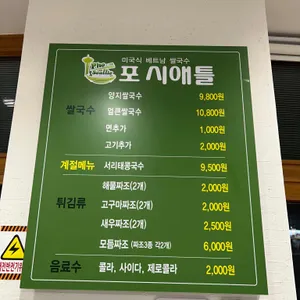 미국식 베트남 쌀국수
포 시애틀
쌀국수
양지쌀국수 9,800원
얼큰쌀국수 10,800원
면추가 1,000원
고기추가 2,000원
계절메뉴 서리태콩국수 9,500원
튀김류
해물짜조(2개) 2,000원
고구마짜조(2개) 2,000원
새우짜조(2개) 2,500원
모듬짜조 (짜조3종 각2개) 6,000원
음료수 콜라, 사이다, 제로콜라 2,000원